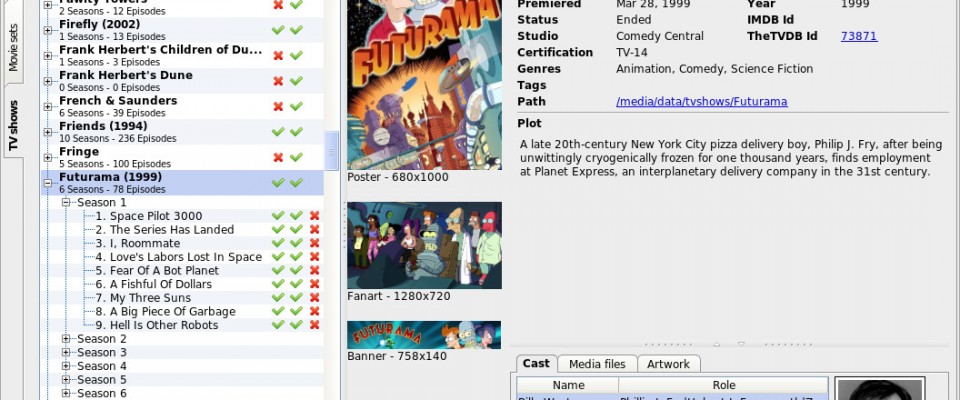 Movie sets
TV shows
2 Seasons - 12 Episodes
Firefly (2002)
1 Seasons - 13 Episodes
Frank Herbert's Children of Du...
1 Seasons - 3 Episodes
Frank Herbert's Dune
0 Seasons - 0 Episodes
French & Saunders
6 Seasons - 39 Episodes
Friends (1994)
10 Seasons - 236 Episodes
Fringe
5 Seasons - 100 Episodes
Futurama (1999)
6 Seasons - 78 Episodes
Season 1
1. Space Pilot 3000
2. The Series Has Landed
3. I, Roommate
4. Love's Labors Lost In Space
5. Fear Of A Bot Planet
6. A Fishful Of Dollars
7. My Three Suns
8. A Big Piece Of Garbage
9. Hell Is Other Robots
Season 2
Season 3
Season 4
Season 5
Season 6
FUTURAMA
Poster - 680x1000
Fanart - 1280x720
FUTURAMA
Banner - 758x140
Premiered Mar 28, 1999 Year 1999
Status Ended IMDB Id
Studio Comedy Central TheTVDB Id 73871
Certification TV-14
Genres Animation, Comedy, Science Fiction
Tags
Path /media/data/tvshows/Futurama
Plot
A late 20th-century New York City pizza delivery boy, Philip J. Fry, after being
unwittingly cryogenically frozen for one thousand years, finds employment
at Planet Express, an interplanetary delivery company in the 31st century.
Cast Media files Artwork
Name Role